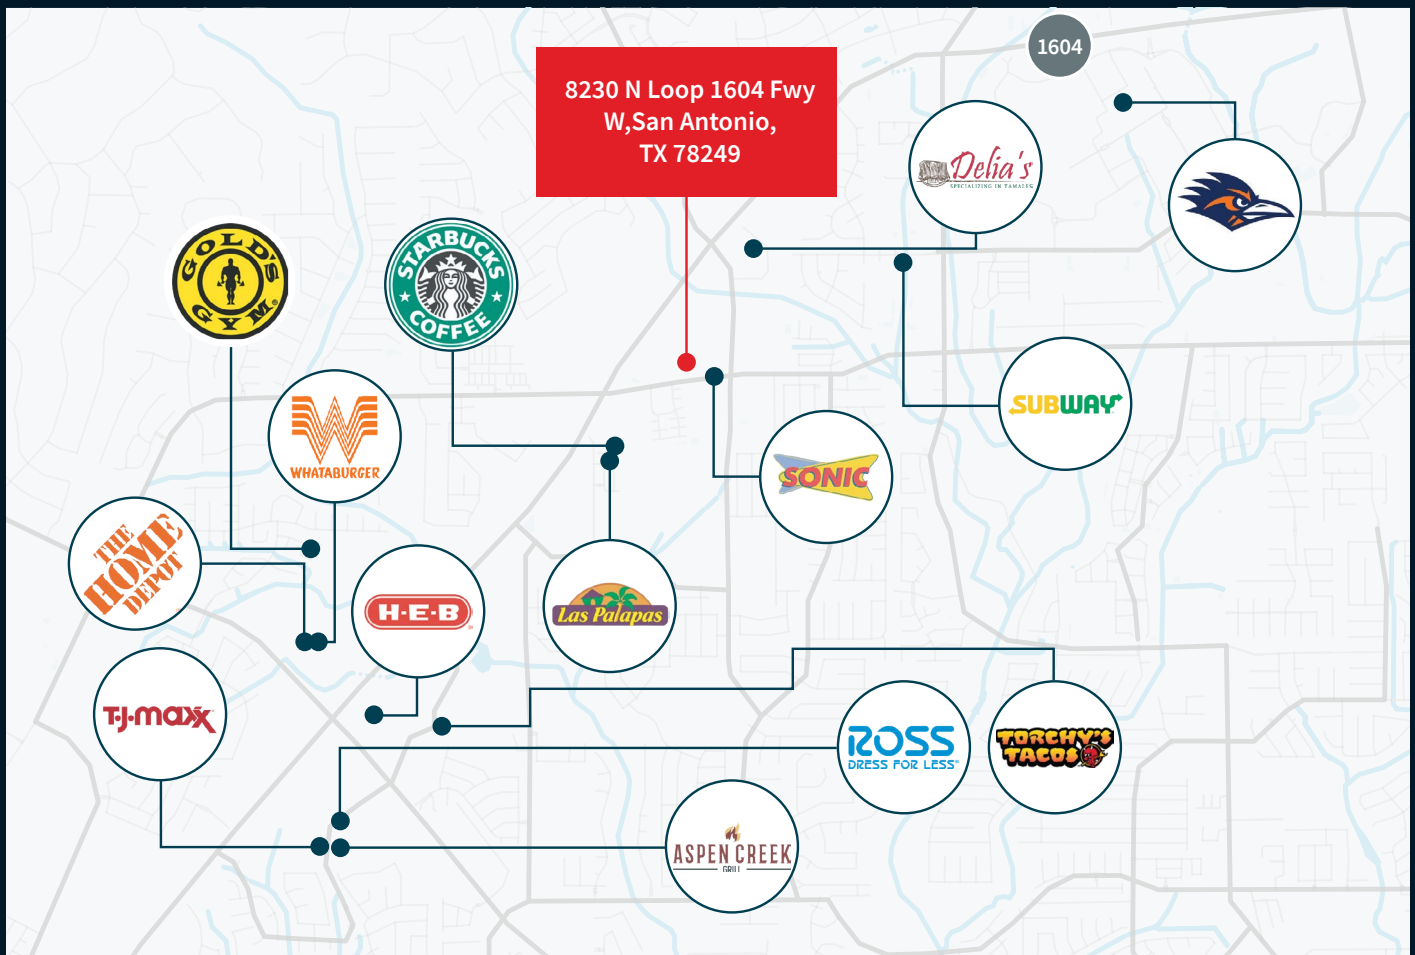 1604
8230 N Loop 1604 Fwy
W,San Antonio,
TX 78249
Delia's
SPECIALIZING IN TAMALES
GOLD'S
GYM
STARBUCKS
COFFEE
WHATABURGER
SUBWAY
SONIC
THE
HOME
DEPOT
H-E-B
Las Palapas
T·J·maxx
ROSS
DRESS FOR LESS
TORCHY'S
TACOS
ASPEN CREEK
GRILL